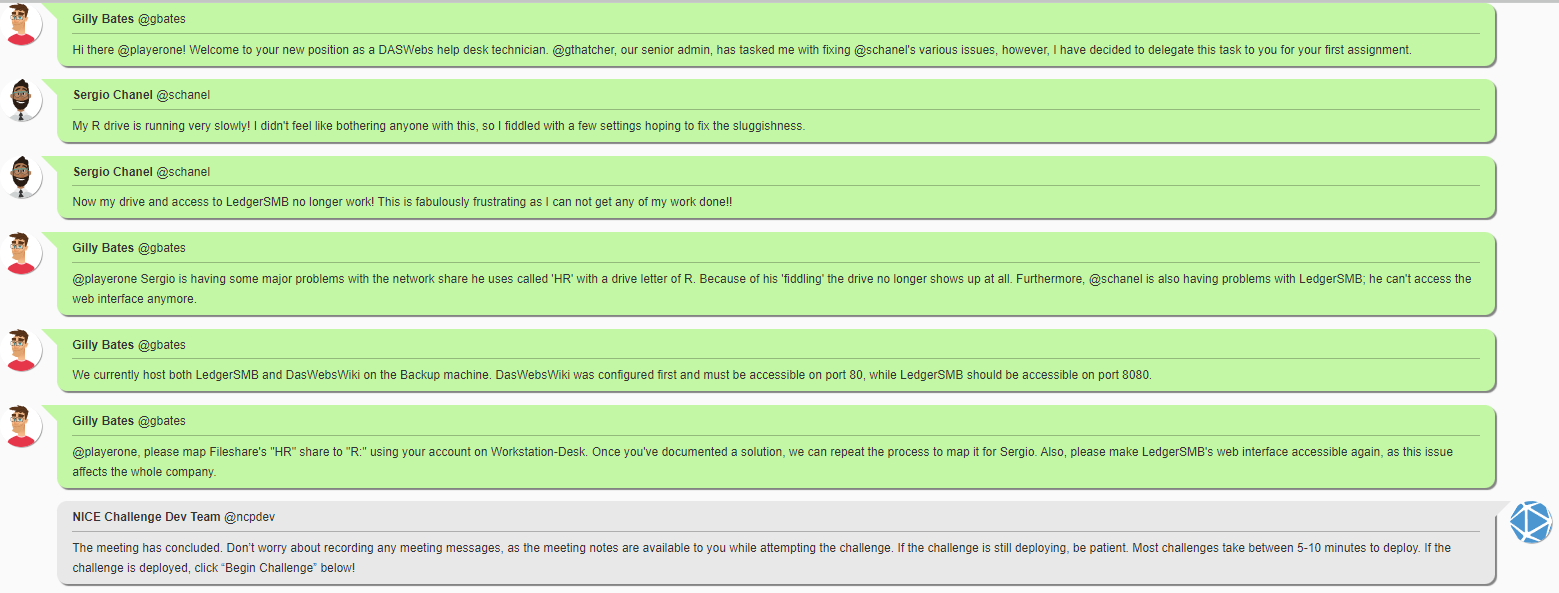 Gilly Bates @gbates
Hi there @playerone! Welcome to your new position as a DASWebs help desk technician. @gthatcher, our senior admin, has tasked me with fixing @schanel's various issues, however, I have decided to delegate this task to you for your first assignment.
Sergio Chanel @schanel
My R drive is running very slowly! I didn't feel like bothering anyone with this, so I fiddled with a few settings hoping to fix the sluggishness.
Sergio Chanel @schanel
Now my drive and access to LedgerSMB no longer work! This is fabulously frustrating as I can not get any of my work done!!
Gilly Bates @gbates
@playerone Sergio is having some major problems with the network share he uses called 'HR' with a drive letter of R. Because of his 'fiddling' the drive no longer shows up at all. Furthermore, @schanel is also having problems with LedgerSMB; he can't access the
web interface anymore.
Gilly Bates @gbates
We currently host both LedgerSMB and DasWebsWiki on the Backup machine. DasWebsWiki was configured first and must be accessible on port 80, while LedgerSMB should be accessible on port 8080.
Gilly Bates @gbates
@playerone, please map Fileshare's "HR" share to "R:" using your account on Workstation-Desk. Once you've documented a solution, we can repeat the process to map it for Sergio. Also, please make LedgerSMB's web interface accessible again, as this issue
affects the whole company.
NICE Challenge Dev Team @ncpdev
The meeting has concluded. Don’t worry about recording any meeting messages, as the meeting notes are available to you while attempting the challenge. If the challenge is still deploying, be patient. Most challenges take between 5-10 minutes to deploy. If the
challenge is deployed, click “Begin Challenge” below!